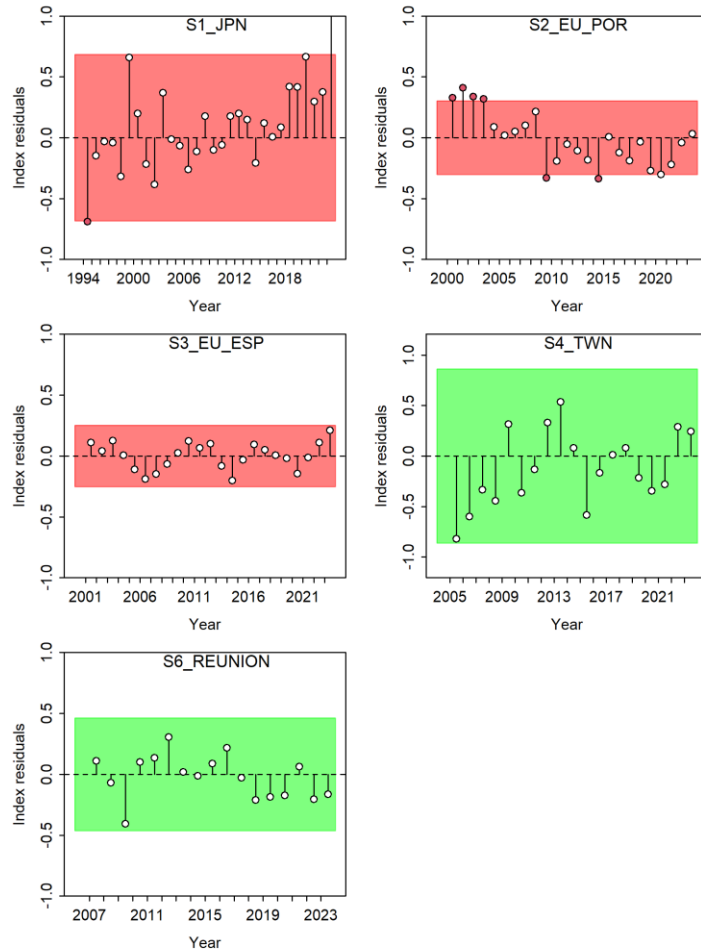 S1_JPN
Index residuals
1.0
0.5
0.0
-0.5
-1.0
1994 2000 2006 2012 2018
Year
S2_EU_POR
Index residuals
1.0
0.5
0.0
-0.5
-1.0
2000 2005 2010 2015 2020
Year
S3_EU_ESP
Index residuals
1.0
0.5
0.0
-0.5
-1.0
2001 2006 2011 2016 2021
Year
S4_TWN
Index residuals
1.0
0.5
0.0
-0.5
-1.0
2005 2009 2013 2017 2021
Year
S6_REUNION
Index residuals
1.0
0.5
0.0
-0.5
-1.0
2007 2011 2015 2019 2023
Year